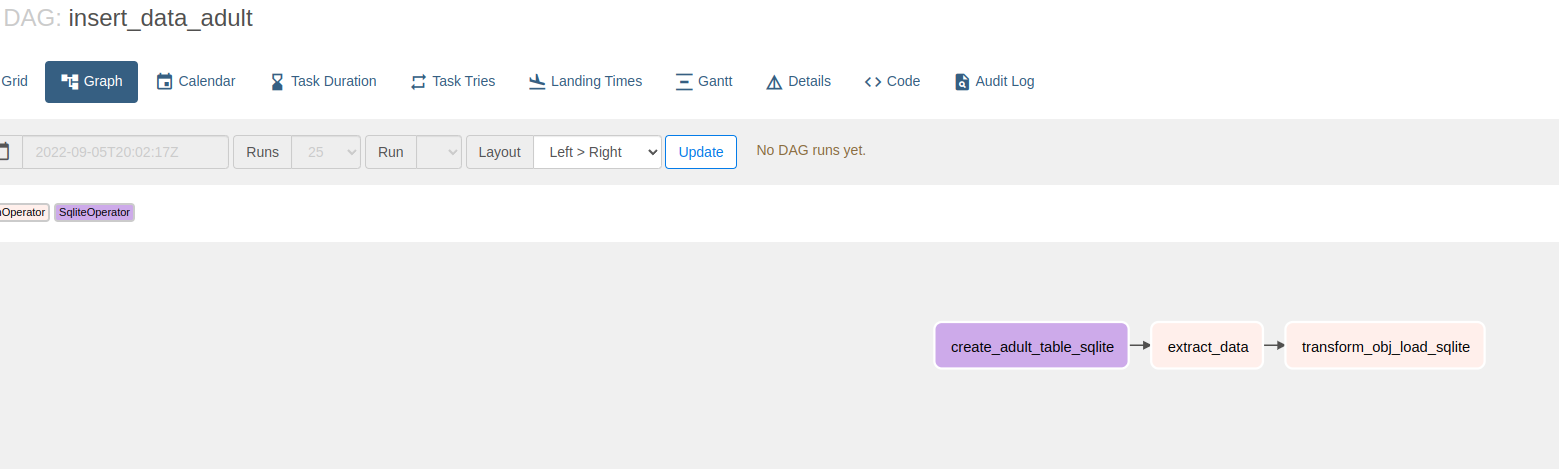 DAG: insert_data_adult
Grid Graph Calendar Task Duration Task Tries Landing Times Gantt Details Code Audit Log
2022-09-05T20:02:17Z Runs 25 Run Layout Left > Right Update No DAG runs yet.
Operator SqliteOperator
create_adult_table_sqlite extract_data transform_obj_load_sqlite